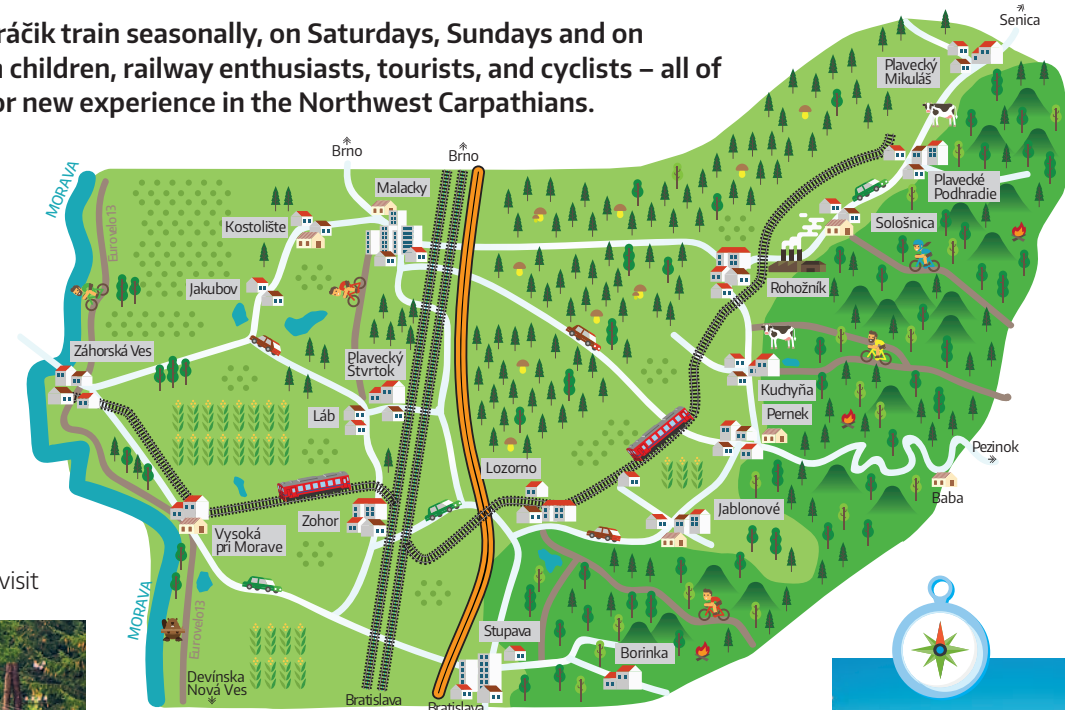 ráčik train seasonally, on Saturdays, Sundays and on
children, railway enthusiasts, tourists, and cyclists – all of
or new experience in the Northwest Carpathians.
Senica
Plavecký
Mikuláš
Brno
Brno
MORAVA
Malacky
Plavecké
Podhradie
Kostolište
Eurovelo13
Sološnica
Jakubov
Rohožník
Záhorská Ves
Plavecký
Štvrtok
Kuchyňa
Láb
Pernek
Lozorno
Pezinok
Baba
Zohor
Jablonové
Vysoká
pri Morave
visit
MORAVA
Eurovelo13
Stupava
Borinka
Devínska
Nová Ves
Bratislava
Bratislava